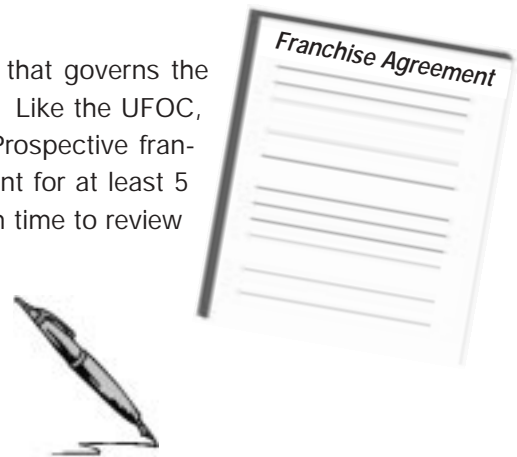 that governs the
Like the UFOC,
Prospective fran-
nt for at least 5
time to review
Franchise Agreement